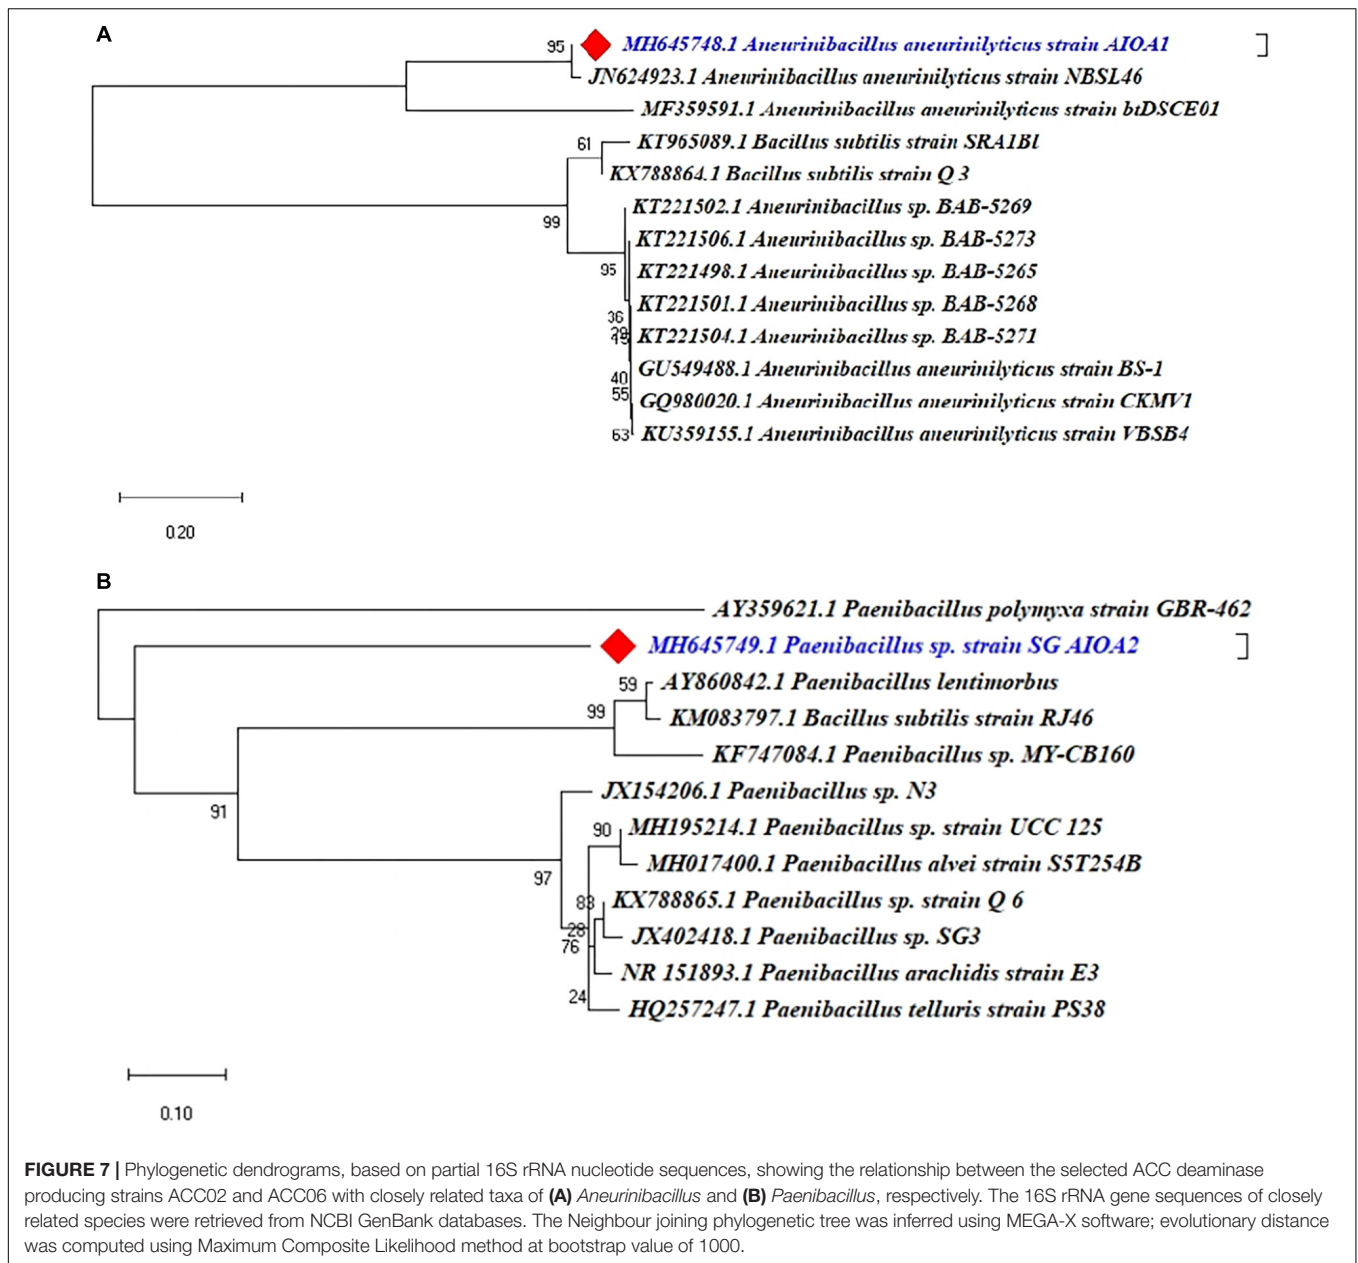 A
95 MH645748.1 Aneurinibacillus aneurinilyticus strain AIOA1
JN624923.1 Aneurinibacillus aneurinilyticus strain NBSL46
MF359591.1 Aneurinibacillus aneurinilyticus strain btDSCE01
61 KT965089.1 Bacillus subtilis strain SRA1Bl
KX788864.1 Bacillus subtilis strain Q 3
KT221502.1 Aneurinibacillus sp. BAB-5269
99
KT221506.1 Aneurinibacillus sp. BAB-5273
95 KT221498.1 Aneurinibacillus sp. BAB-5265
KT221501.1 Aneurinibacillus sp. BAB-5268
36
KT221504.1 Aneurinibacillus sp. BAB-5271
GU549488.1 Aneurinibacillus aneurinilyticus strain BS-1
40
55
GQ980020.1 Aneurinibacillus aneurinilyticus strain CKMV1
63 KU359155.1 Aneurinibacillus aneurinilyticus strain VBSB4
0.20
B
AY359621.1 Paenibacillus polymyxa strain GBR-462
MH645749.1 Paenibacillus sp. strain SG AIOA2
59 AY860842.1 Paenibacillus lentimorbus
99 KM083797.1 Bacillus subtilis strain RJ46
KF747084.1 Paenibacillus sp. MY-CB160
JX154206.1 Paenibacillus sp. N3
91
90 MH195214.1 Paenibacillus sp. strain UCC 125
MH017400.1 Paenibacillus alvei strain S5T254B
97
83 KX788865.1 Paenibacillus sp. strain Q 6
28
JX402418.1 Paenibacillus sp. SG3
76
NR 151893.1 Paenibacillus arachidis strain E3
24
HQ257247.1 Paenibacillus telluris strain PS38
0.10
FIGURE 7 | Phylogenetic dendrograms, based on partial 16S rRNA nucleotide sequences, showing the relationship between the selected ACC deaminase
producing strains ACC02 and ACC06 with closely related taxa of (A) Aneurinibacillus and (B) Paenibacillus, respectively. The 16S rRNA gene sequences of closely
related species were retrieved from NCBI GenBank databases. The Neighbour joining phylogenetic tree was inferred using MEGA-X software; evolutionary distance
was computed using Maximum Composite Likelihood method at bootstrap value of 1000.